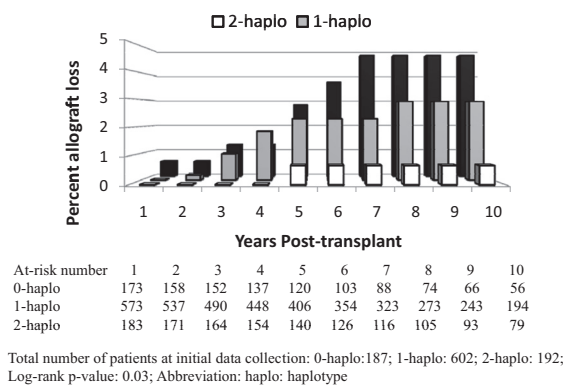 2-haplo 1-haplo
5
4
3
2
1
0
Percent allograft loss
1 2 3 4 5 6 7 8 9 10
Years Post-transplant
At-risk number 1 2 3 4 5 6 7 8 9 10
0-haplo 173 158 152 137 120 103 88 74 66 56
1-haplo 573 537 490 448 406 354 323 273 243 194
2-haplo 183 171 164 154 140 126 116 105 93 79
Total number of patients at initial data collection: 0-haplo:187; 1-haplo: 602; 2-haplo: 192;
Log-rank p-value: 0.03; Abbreviation: haplo: haplotype